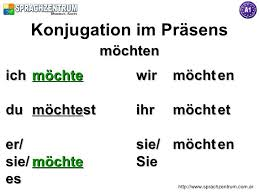 SPRACHZENTRUM
A1
Konjugation im Präsens
möchten
ich möchte wir möchten
du möchtest ihr möchtet
er/ sie/ möchten
sie/ möchte Sie
es
http://www.sprachzentrum.com.ar